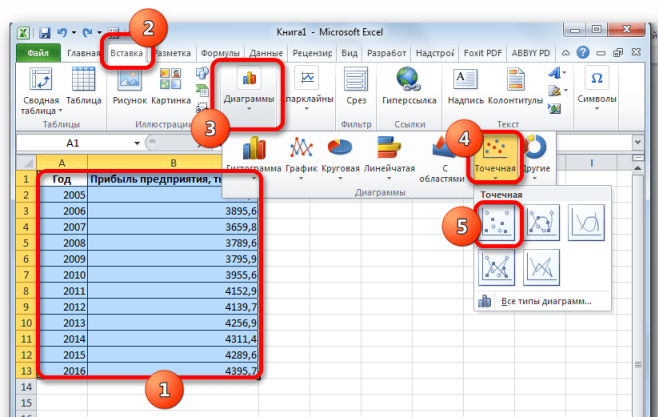 Книга1 - Microsoft Excel
2
Файл Главная Вставка Разметка Формулы Данные Рецензир Вид Разработ Надстрої Foxit PDF ABBYY PD
Сводная таблица Таблица Рисунок Картинка Диаграммы Спарклайны Срез Гиперссылка Надпись Колонтитулы Символы
Таблицы Иллюстрации Фильтр Ссылки Текст
3
4
A1
Гистограмма График Круговая Линейчатая С областями Точечная Другие
Диаграммы
A B I
1 Год Прибыль предприятия,
2 2005
3 2006 3895,6
4 2007 3659,8
5 2008 3789,6
6 2009 3795,9
7 2010 3955,6
8 2011 4152,9
9 2012 4139,7
10 2013 4256,9
11 2014 4311,4
12 2015 4289,6
13 2016 4395,7
14
15
1
Точечная
5
Все типы диаграмм...